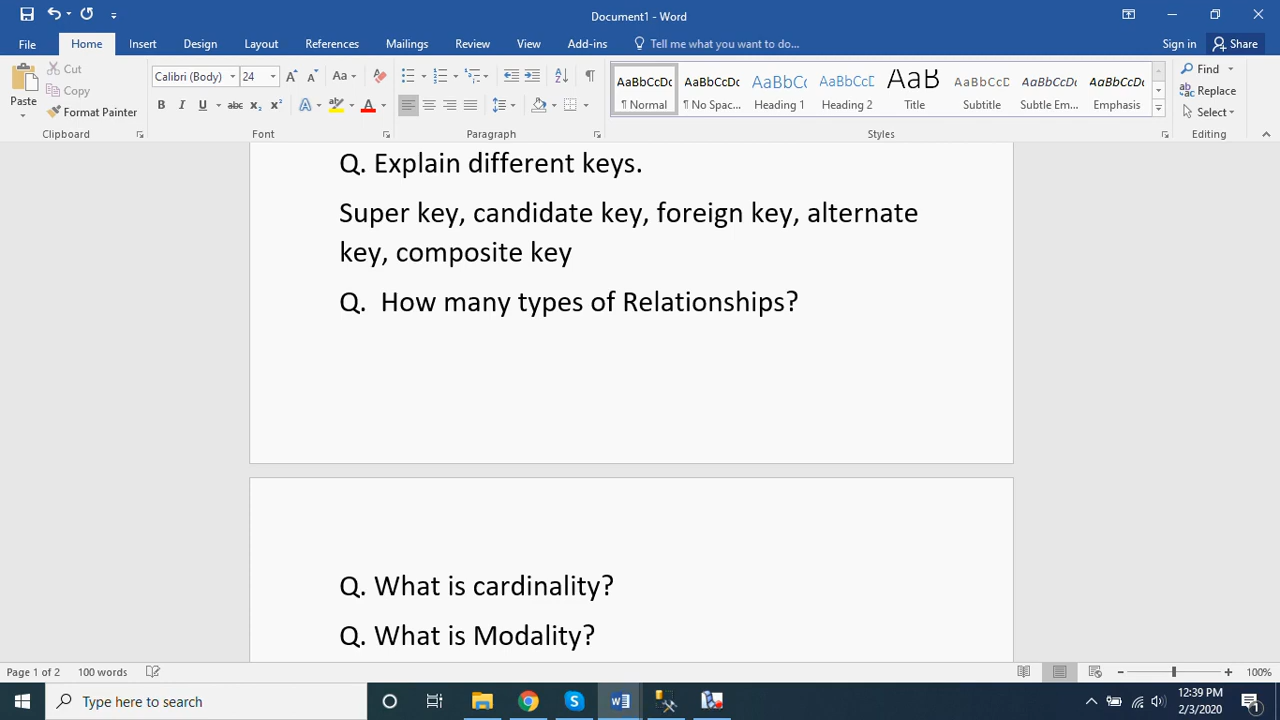 Document1 - Word
File Home Insert Design Layout References Mailings Review View Add-ins Tell me what you want to do... Sign in Share
Cut
Copy
Format Painter
Paste
Clipboard
Calibri (Body) 24
Font
Paragraph
AaBbCcDc AaBbCcDc AaBbCc AaBbCcD AaB AaBbCcD AaBbCcDc AaBbCcDc
¶ Normal ¶ No Spac... Heading 1 Heading 2 Title Subtitle Subtle Em... Emphasis
Styles
Find
Replace
Select
Editing
Q. Explain different keys.
Super key, candidate key, foreign key, alternate
key, composite key
Q. How many types of Relationships?
Q. What is cardinality?
Q. What is Modality?
Page 1 of 2 100 words 100%
Type here to search
12:39 PM
2/3/2020